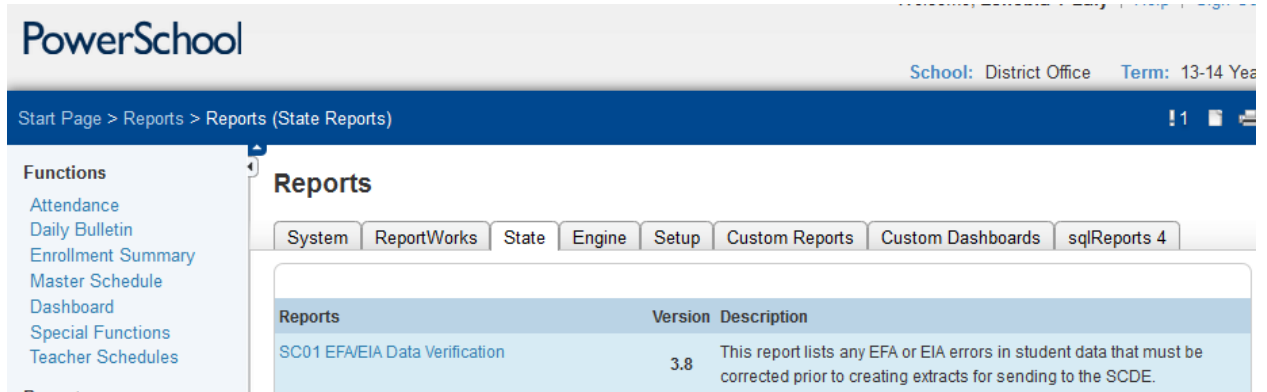 PowerSchool
School: District Office Term: 13-14
Start Page > Reports > Reports (State Reports)
!1
Functions
Attendance
Daily Bulletin
Enrollment Summary
Master Schedule
Dashboard
Special Functions
Teacher Schedules
Reports
System ReportWorks State Engine Setup Custom Reports Custom Dashboards sqlReports 4
Reports Version Description
SC01 EFA/EIA Data Verification 3.8 This report lists any EFA or EIA errors in student data that must be
corrected prior to creating extracts for sending to the SCDE.